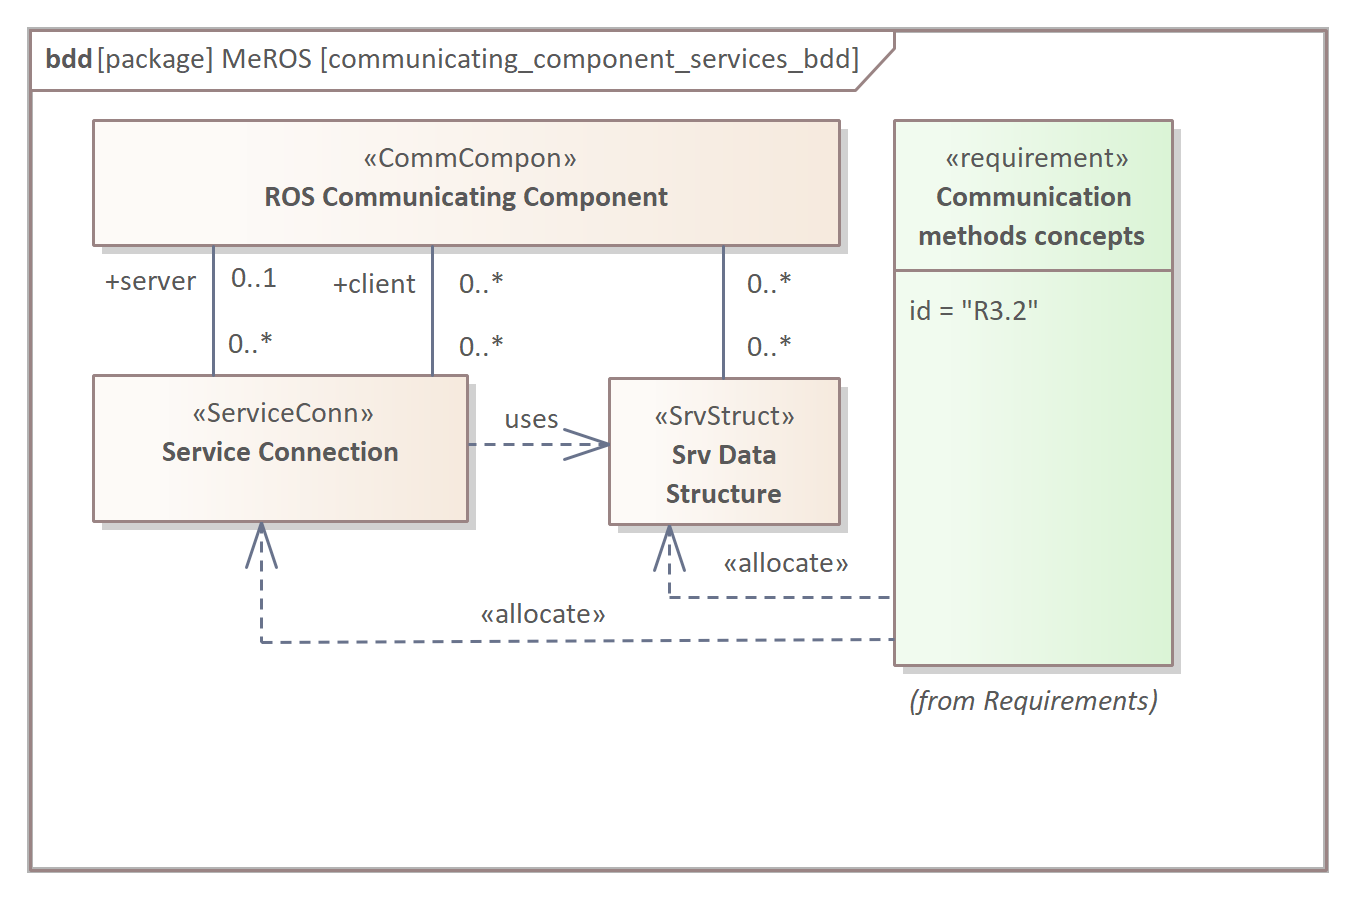 bdd [package] MeROS [communicating_component_services_bdd]
«CommCompon»
ROS Communicating Component
«requirement»
Communication
methods concepts
id = "R3.2"
+server
0..1
+client
0..*
0..*
0..*
0..*
0..*
«ServiceConn»
Service Connection
uses
«SrvStruct»
Srv Data
Structure
«allocate»
«allocate»
(from Requirements)